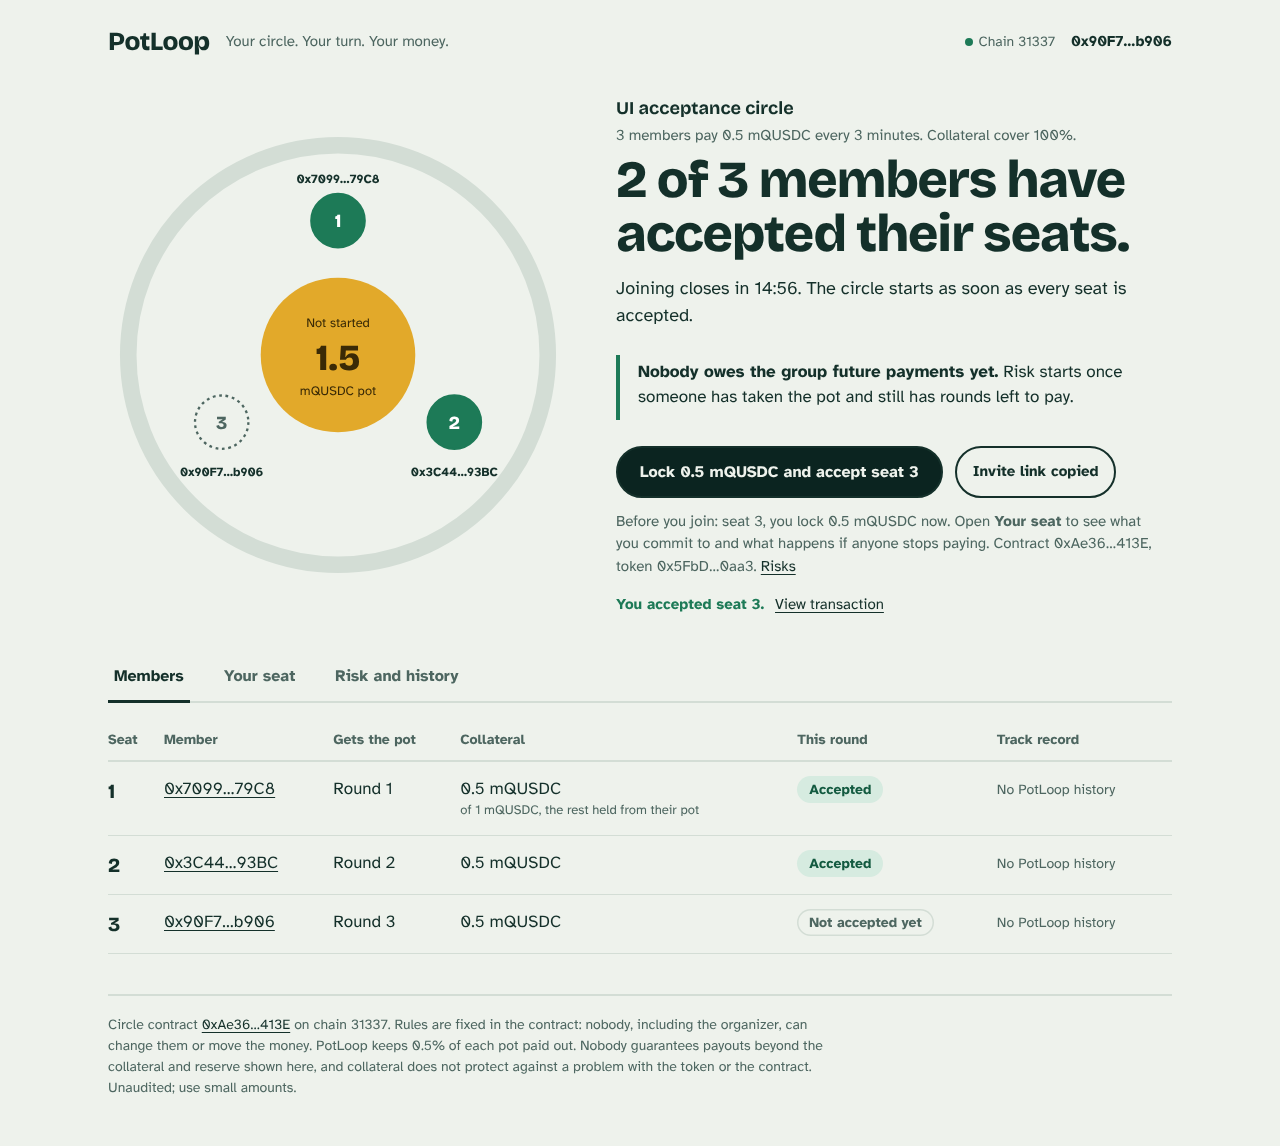 PotLoop
Your circle. Your turn. Your money.
Chain 31337
0x90F7…b906
0x7099…79C8
1
Not started
1.5
mQUSDC pot
3
0x90F7…b906
2
0x3C44…93BC
UI acceptance circle
3 members pay 0.5 mQUSDC every 3 minutes. Collateral cover 100%.
2 of 3 members have
accepted their seats.
Joining closes in 14:56. The circle starts as soon as every seat is
accepted.
Nobody owes the group future payments yet. Risk starts once
someone has taken the pot and still has rounds left to pay.
Lock 0.5 mQUSDC and accept seat 3
Invite link copied
Before you join: seat 3, you lock 0.5 mQUSDC now. Open Your seat to see what
you commit to and what happens if anyone stops paying. Contract 0xAe36…413E,
token 0x5FbD…0aa3. Risks
You accepted seat 3. View transaction
Members Your seat Risk and history
Seat Member Gets the pot Collateral This round Track record
1 0x7099…79C8 Round 1 0.5 mQUSDC Accepted No PotLoop history
of 1 mQUSDC, the rest held from their pot
2 0x3C44…93BC Round 2 0.5 mQUSDC Accepted No PotLoop history
3 0x90F7…b906 Round 3 0.5 mQUSDC Not accepted yet No PotLoop history
Circle contract 0xAe36…413E on chain 31337. Rules are fixed in the contract: nobody, including the organizer, can
change them or move the money. PotLoop keeps 0.5% of each pot paid out. Nobody guarantees payouts beyond the
collateral and reserve shown here, and collateral does not protect against a problem with the token or the contract.
Unaudited; use small amounts.